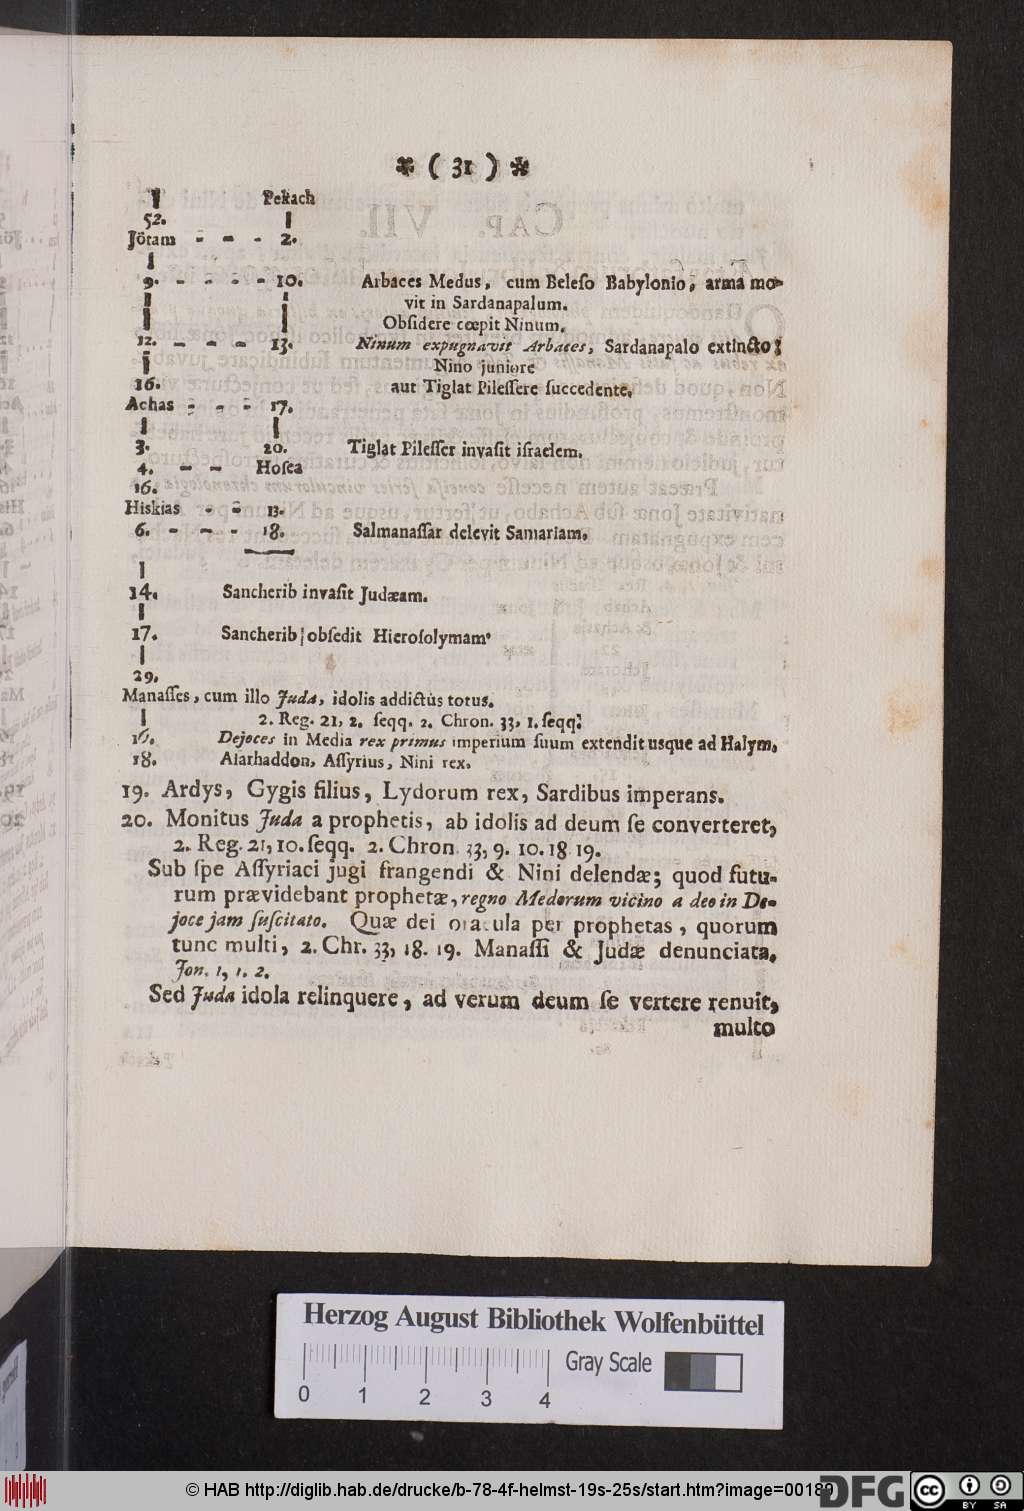 ❋ ( 31 ) ❋
Pekach
52.
Jötam - - - 2.
9. - - - - 10. Arbaces Medus, cum Beleſo Babylonio, arma mo-
vit in Sardanapalum.
Obſidere cœpit Ninum.
12. - - - 13. Ninum expugnavit Arbaces, Sardanapalo extincto;
Nino juniore
16. aut Tiglat Pileſſere ſuccedente.
Achas - - - 17.
3. 20. Tiglat Pileſſer invaſit iſraelem.
4. - - Hoſea
16.
Hiskias - - 13.
6. - - - 18. Salmanaſſar delevit Samariam.
14. Sancherib invaſit Judæam.
17. Sancherib obſedit Hieroſolymam.
29.
Manaſſes, cum illo Juda, idolis addictus totus.
2. Reg. 21, 2. ſeqq. 2. Chron. 33, 1. ſeqq.
16. Dejoces in Media rex primus imperium ſuum extendit usque ad Halym.
18. Aſarhaddon, Aſſyrius, Nini rex.
19. Ardys, Gygis filius, Lydorum rex, Sardibus imperans.
20. Monitus Juda a prophetis, ab idolis ad deum ſe converteret,
2. Reg. 21, 10. ſeqq. 2. Chron. 33, 9. 10. 18 19.
Sub ſpe Aſſyriaci jugi frangendi & Nini delendæ; quod futu-
rum prævidebant prophetæ, regno Medorum vicino a deo in De-
joce jam ſuſcitato. Quæ dei oracula per prophetas, quorum
tunc multi, 2. Chr. 33, 18. 19. Manaſſi & Judæ denunciata.
Jon. 1, 1. 2.
Sed Juda idola relinquere, ad verum deum ſe vertere renuit,
multo
Herzog August Bibliothek Wolfenbüttel
Gray Scale
0 1 2 3 4
© HAB http://diglib.hab.de/drucke/b-78-4f-helmst-19s-25s/start.htm?image=00189
DFG
cc BY SA